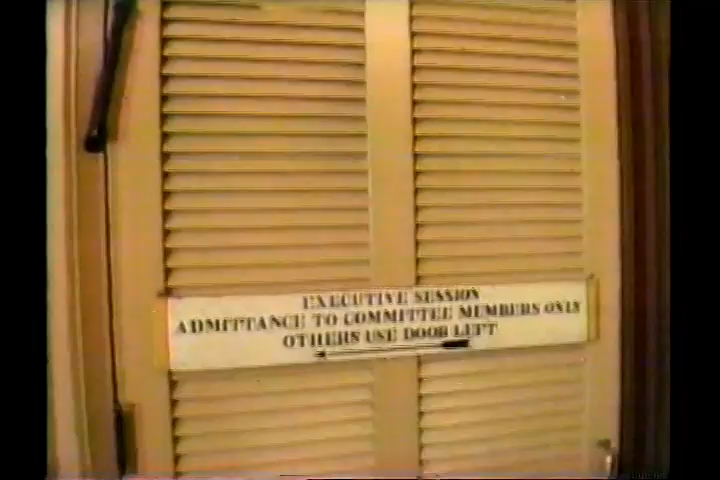 EXECUTIVE SESSION
ADMITTANCE TO COMMITTEE MEMBERS ONLY
OTHERS USE DOOR LEFT